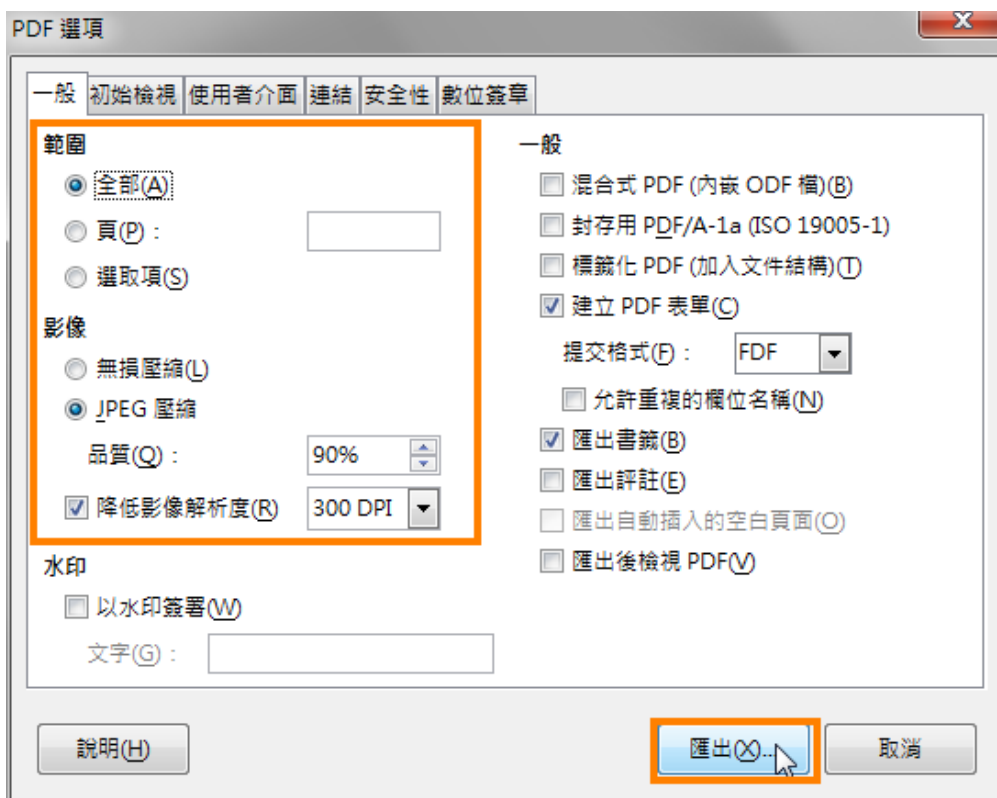 PDF 選項
一般 初始檢視 使用者介面 連結 安全性 數位簽章
範圍
全部(A)
頁(P)：
選取項(S)
影像
無損壓縮(L)
JPEG 壓縮
品質(Q)： 90%
降低影像解析度(R) 300 DPI
水印
以水印簽署(W)
文字(G)：
一般
混合式 PDF (內嵌 ODF 檔)(B)
封存用 PDF/A-1a (ISO 19005-1)
標籤化 PDF (加入文件結構)(T)
建立 PDF 表單(C)
提交格式(F)： FDF
允許重複的欄位名稱(N)
匯出書籤(B)
匯出評註(E)
匯出自動插入的空白頁面(O)
匯出後檢視 PDF(V)
說明(H) 匯出(X)... 取消